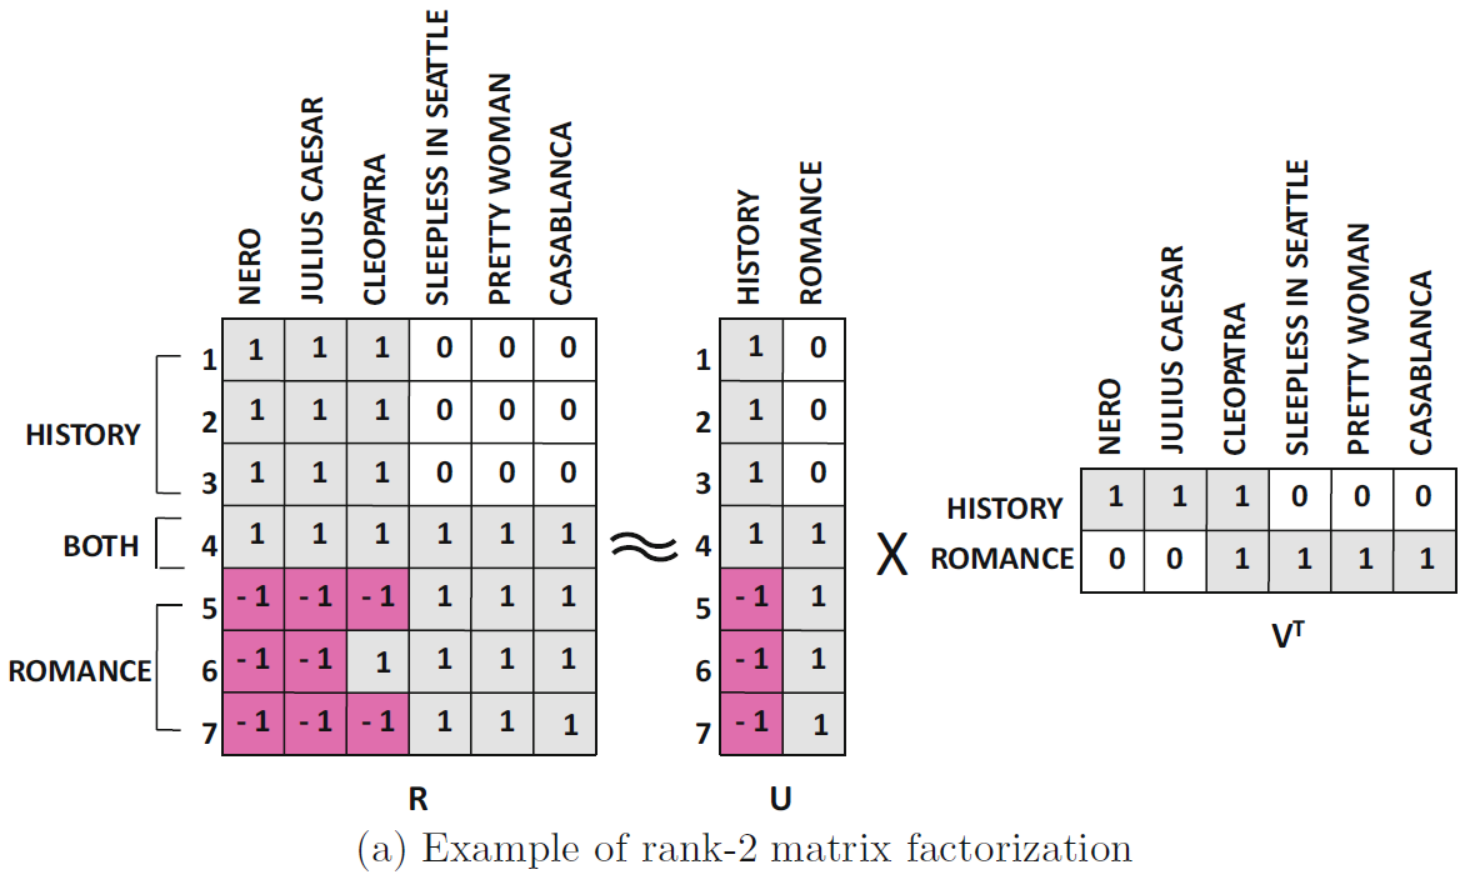 NERO JULIUS CAESAR CLEOPATRA SLEEPLESS IN SEATTLE PRETTY WOMAN CASABLANCA
HISTORY
BOTH
ROMANCE
1 1 1 1 0 0 0
2 1 1 1 0 0 0
3 1 1 1 0 0 0
4 1 1 1 1 1 1
5 -1 -1 -1 1 1 1
6 -1 -1 1 1 1 1
7 -1 -1 -1 1 1 1
R
≈
HISTORY ROMANCE
1 1 0
2 1 0
3 1 0
4 1 1
5 -1 1
6 -1 1
7 -1 1
U
X
NERO JULIUS CAESAR CLEOPATRA SLEEPLESS IN SEATTLE PRETTY WOMAN CASABLANCA
HISTORY 1 1 1 0 0 0
ROMANCE 0 0 1 1 1 1
Vᵀ
(a) Example of rank-2 matrix factorization